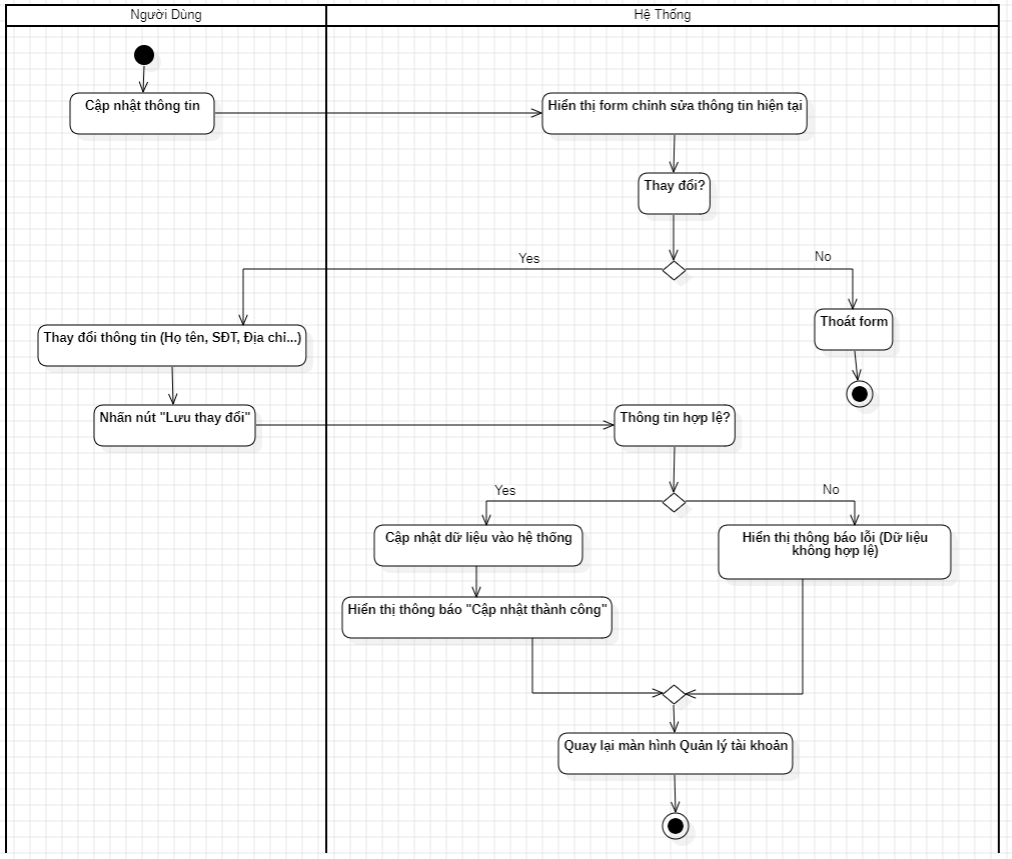 Người Dùng
Hệ Thống
Cập nhật thông tin
Hiển thị form chỉnh sửa thông tin hiện tại
Thay đổi?
Yes
No
Thoát form
Thay đổi thông tin (Họ tên, SĐT, Địa chỉ...)
Nhấn nút "Lưu thay đổi"
Thông tin hợp lệ?
Yes
No
Cập nhật dữ liệu vào hệ thống
Hiển thị thông báo lỗi (Dữ liệu
không hợp lệ)
Hiển thị thông báo "Cập nhật thành công"
Quay lại màn hình Quản lý tài khoản